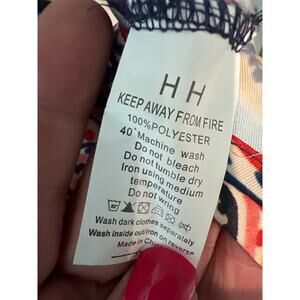 H H
KEEP AWAY FROM FIRE
100%POLYESTER
40°Machine wash
Do not bleach
Do not tumble dry
Iron using medium
temperature
Do not wring
Wash dark clothes separately
Wash inside out/iron on reverse
Made in China